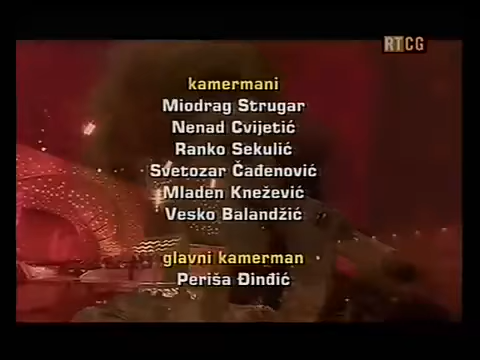 RTCG
kamermani
Miodrag Strugar
Nenad Cvijetić
Ranko Sekulić
Svetozar Čađenović
Mladen Knežević
Vesko Balandžić
glavni kamerman
Periša Đinđić